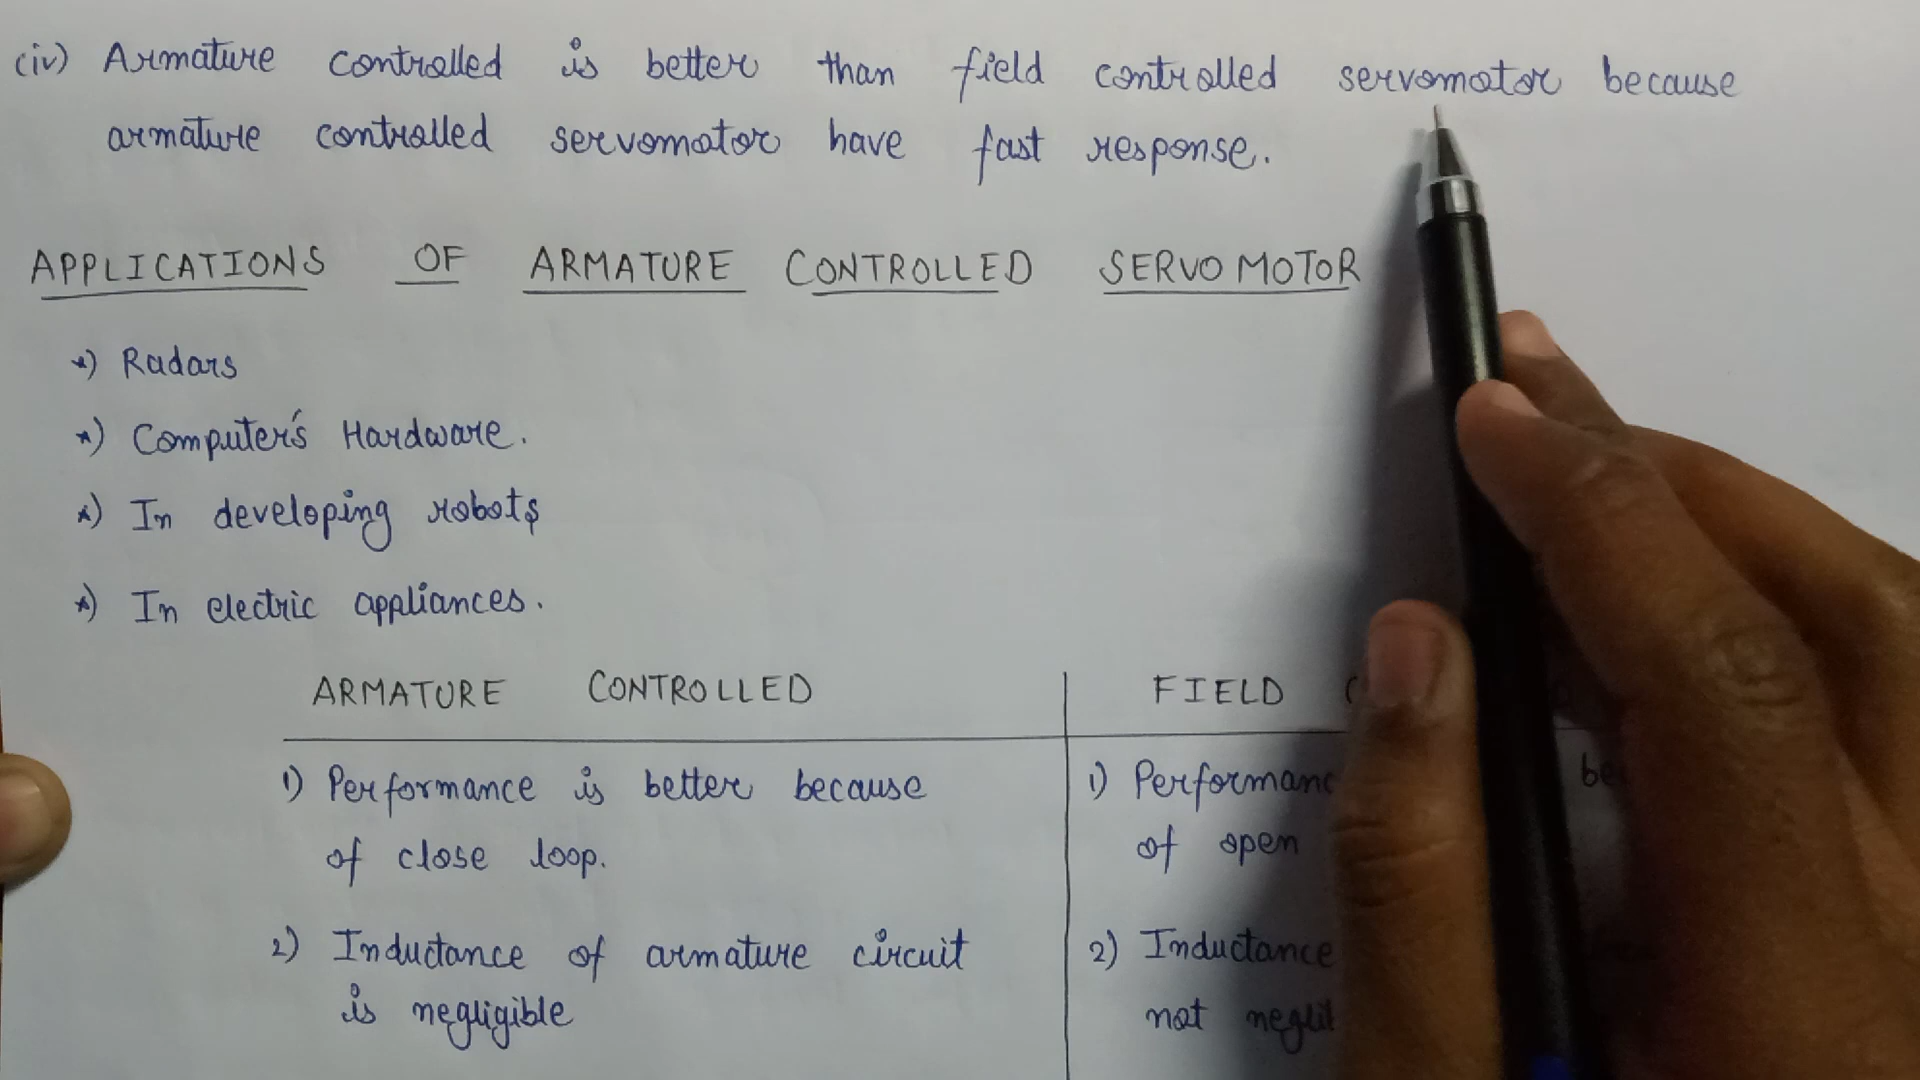 (iv) Armature controlled is better than field controlled servomotor because
armature controlled servomotor have fast response.
APPLICATIONS OF ARMATURE CONTROLLED SERVO MOTOR
*) Radars
*) Computer's Hardware.
*) In developing robots
*) In electric appliances.
ARMATURE CONTROLLED
FIELD
1) Performance is better because
of close loop.
2) Inductance of armature circuit
is negligible
1)
of open
2) Inductance
not